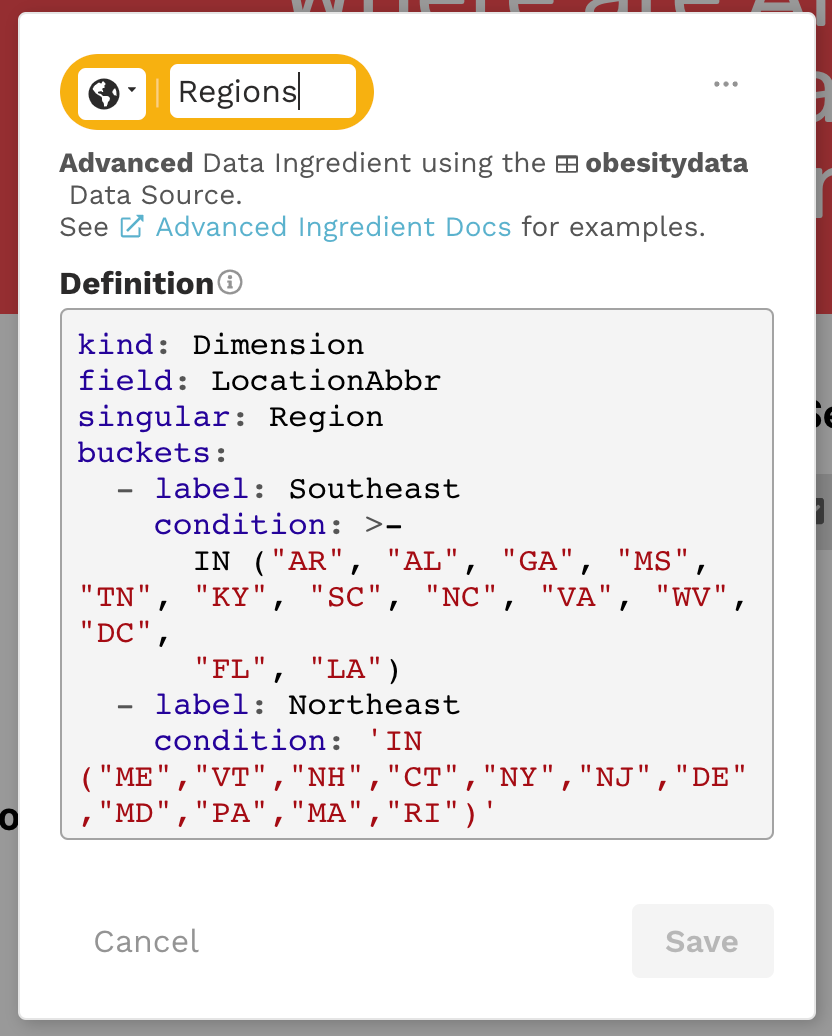 Where are A
Regions
...
Advanced Data Ingredient using the obesitydata
Data Source.
See Advanced Ingredient Docs for examples.
Definition
kind: Dimension
field: LocationAbbr
singular: Region
buckets:
- label: Southeast
condition: >-
IN ("AR", "AL", "GA", "MS",
"TN", "KY", "SC", "NC", "VA", "WV",
"DC",
"FL", "LA")
- label: Northeast
condition: 'IN
("ME","VT","NH","CT","NY","NJ","DE"
,"MD","PA","MA","RI")'
Cancel
Save